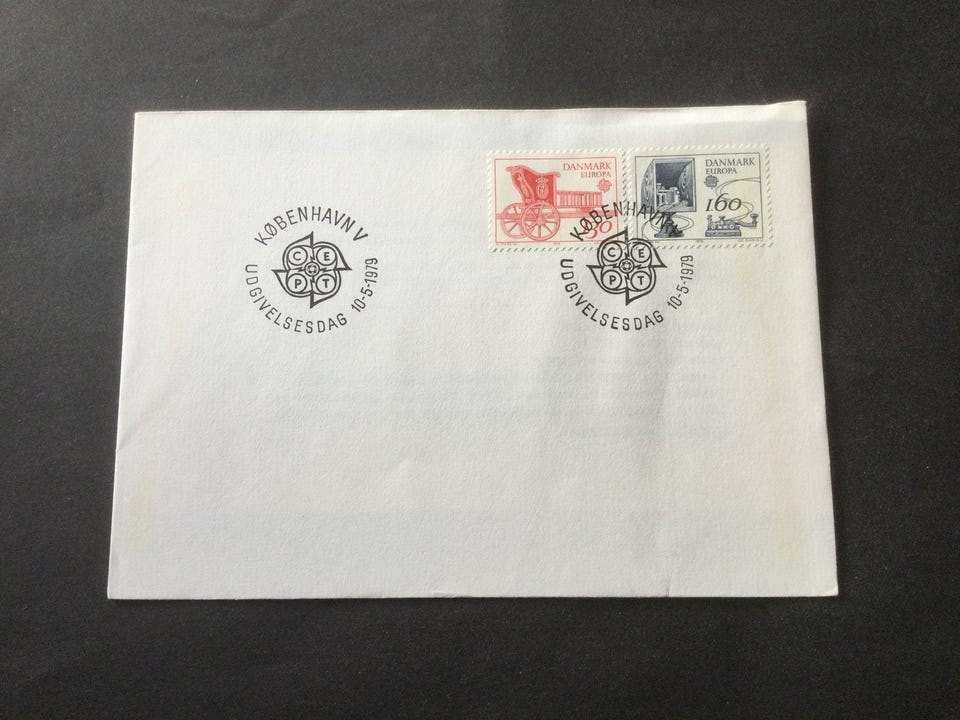 DANMARK
EUROPA
DANMARK
EUROPA
160
KØBENHAVN V
C E
P T
UDGIVELSESDAG 10-5-1979
KØBENHAVN
C E
P T
UDGIVELSESDAG 10-5-1979